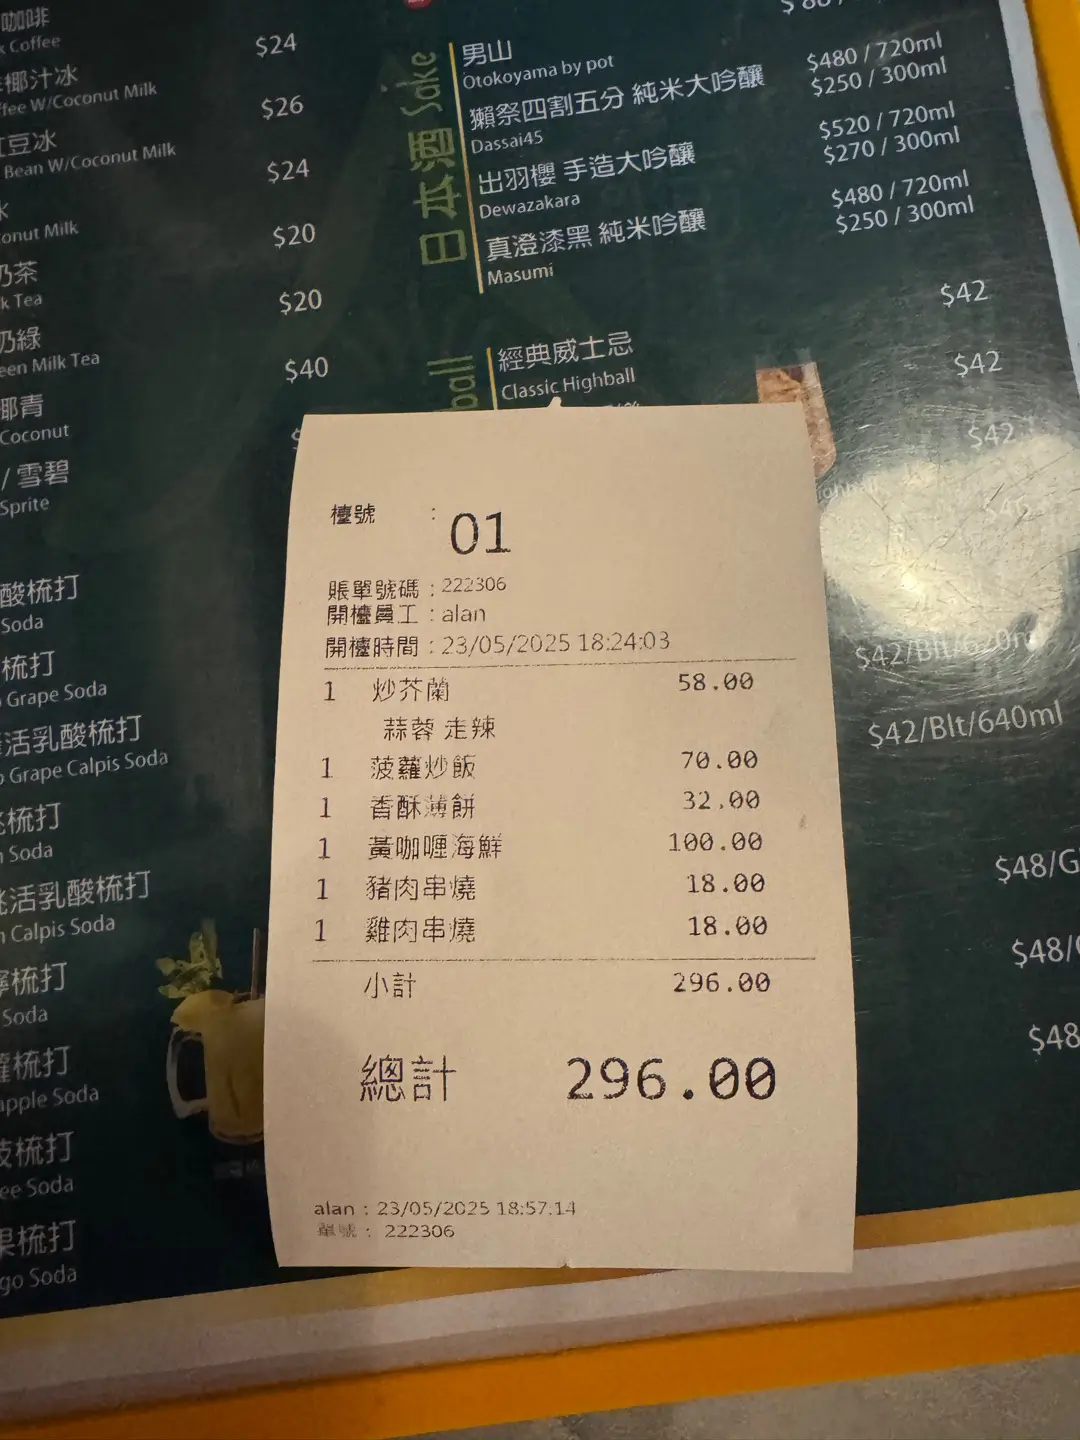 咖啡
Coffee
$24
椰汁冰
W/Coconut Milk
$26
豆冰
Bean W/Coconut Milk
$24
冰
Milk
$20
奶茶
Tea
$20
奶綠
Milk Tea
$40
椰青
Coconut
/ 雪碧
Sprite
酸梳打
Soda
梳打
Grape Soda
活乳酸梳打
Grape Calpis Soda
梳打
Soda
活乳酸梳打
Calpis Soda
梳打
Soda
梳打
Soda
梳打
Soda
梳打
Soda
日本酒 Sake
男山
Otokoyama by pot
$480 / 720ml
$250 / 300ml
獺祭四割五分 純米大吟釀
Dassai45
$520 / 720ml
$270 / 300ml
出羽櫻 手造大吟釀
Dewazakara
$480 / 720ml
$250 / 300ml
真澄漆黑 純米吟釀
Masumi
$42
經典威士忌
Classic Highball
$42
$42
$42/Blt/640ml
$48/
$48/
$48
檯號 : 01
賬單號碼 : 222306
開檯員工 : alan
開檯時間 : 23/05/2025 18:24:03
1 炒芥蘭 58.00
蒜蓉 走辣
1 菠蘿炒飯 70.00
1 香酥薄餅 32.00
1 黃咖喱海鮮 100.00
1 豬肉串燒 18.00
1 雞肉串燒 18.00
小計 296.00
總計 296.00
alan : 23/05/2025 18:57:14
單號 : 222306